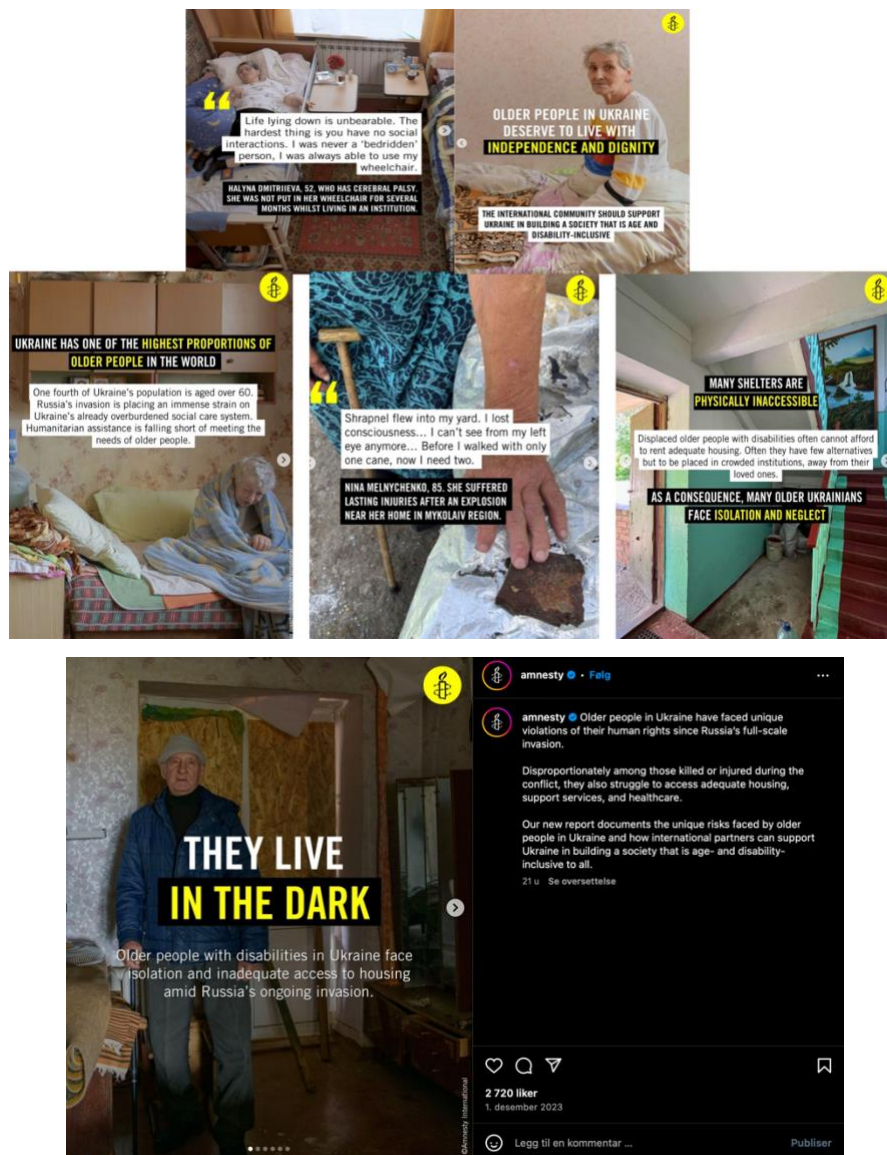 Life lying down is unbearable. The
hardest thing is you have no social
interactions. I was never a 'bedridden'
person, I was always able to use my
wheelchair.
HALYNA DMITRIIEVA, 52, WHO HAS CEREBRAL PALSY.
SHE WAS NOT PUT IN HER WHEELCHAIR FOR SEVERAL
MONTHS WHILST LIVING IN AN INSTITUTION.
OLDER PEOPLE IN UKRAINE
DESERVE TO LIVE WITH
INDEPENDENCE AND DIGNITY
THE INTERNATIONAL COMMUNITY SHOULD SUPPORT
UKRAINE IN BUILDING A SOCIETY THAT IS AGE AND
DISABILITY-INCLUSIVE
UKRAINE HAS ONE OF THE HIGHEST PROPORTIONS OF
OLDER PEOPLE IN THE WORLD
One fourth of Ukraine's population is aged over 60.
Russia's invasion is placing an immense strain on
Ukraine's already overburdened social care system.
Humanitarian assistance is falling short of meeting the
needs of older people.
Shrapnel flew into my yard. I lost
consciousness... I can't see from my left
eye anymore... Before I walked with only
one cane, now I need two.
NINA MELNYCHENKO, 85. SHE SUFFERED
LASTING INJURIES AFTER AN EXPLOSION
NEAR HER HOME IN MYKOLAIV REGION.
MANY SHELTERS ARE
PHYSICALLY INACCESSIBLE
Displaced older people with disabilities often cannot afford
to rent adequate housing. Often they have few alternatives
but to be placed in crowded institutions, away from their
loved ones.
AS A CONSEQUENCE, MANY OLDER UKRAINIANS
FACE ISOLATION AND NEGLECT
THEY LIVE
IN THE DARK
Older people with disabilities in Ukraine face
isolation and inadequate access to housing
amid Russia's ongoing invasion.
©Amnesty International
amnesty • Følg
amnesty Older people in Ukraine have faced unique
violations of their human rights since Russia's full-scale
invasion.
Disproportionately among those killed or injured during the
conflict, they also struggle to access adequate housing,
support services, and healthcare.
Our new report documents the unique risks faced by older
people in Ukraine and how international partners can support
Ukraine in building a society that is age- and disability-
inclusive to all.
21 u Se oversettelse
2 720 liker
1. desember 2023
Legg til en kommentar ...
Publiser